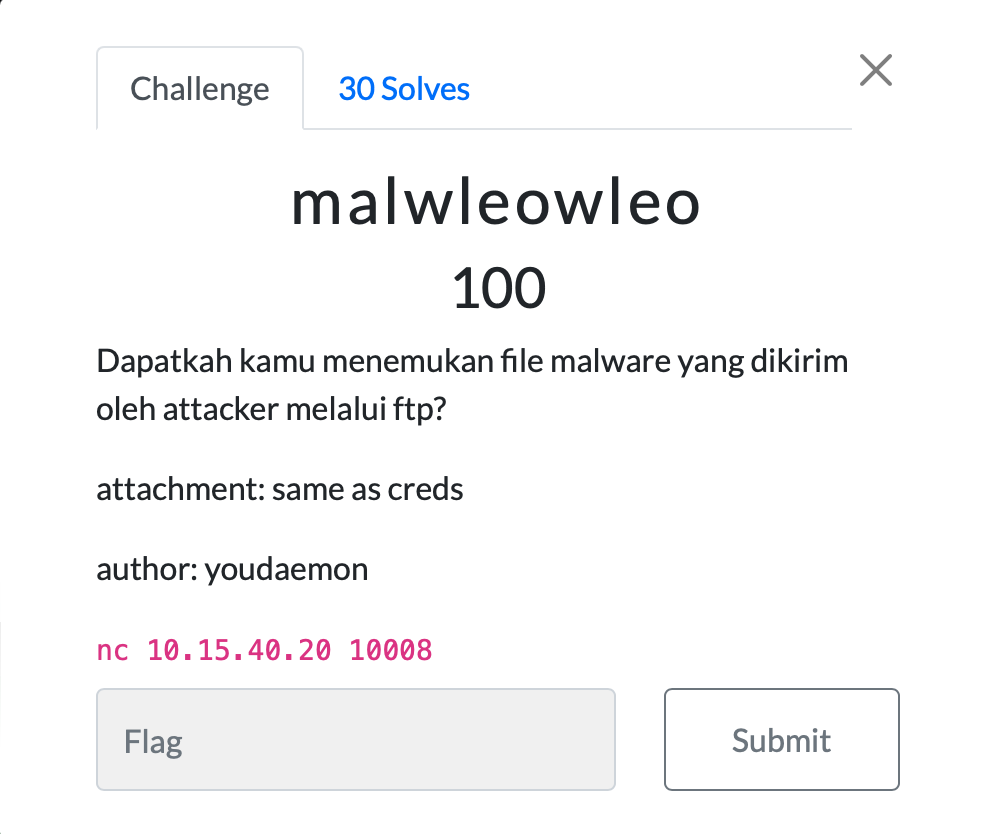 Challenge
30 Solves
malwleowleo
100
Dapatkah kamu menemukan file malware yang dikirim
oleh attacker melalui ftp?
attachment: same as creds
author: youdaemon
nc 10.15.40.20 10008
Flag
Submit